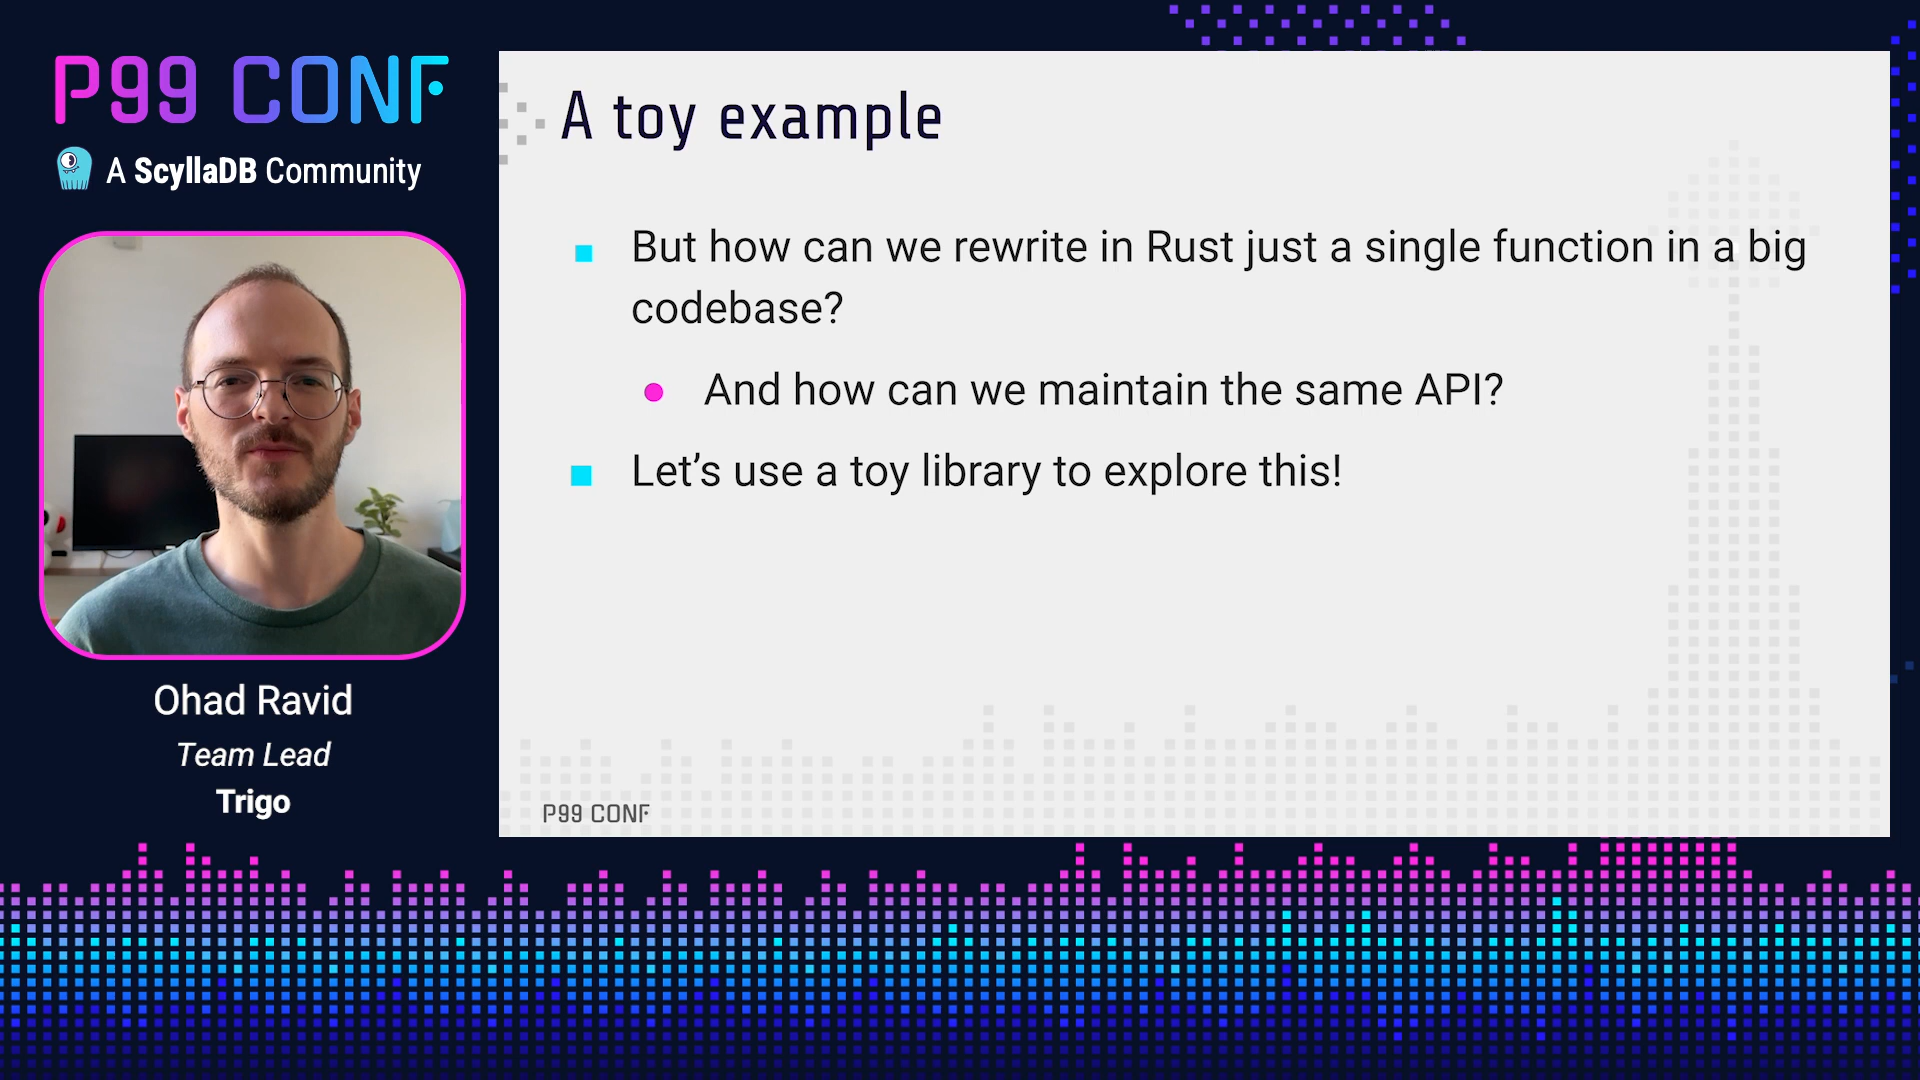 P99 CONF
A ScyllaDB Community
Ohad Ravid
Team Lead
Trigo
A toy example
But how can we rewrite in Rust just a single function in a big
codebase?
And how can we maintain the same API?
Let’s use a toy library to explore this!
P99 CONF